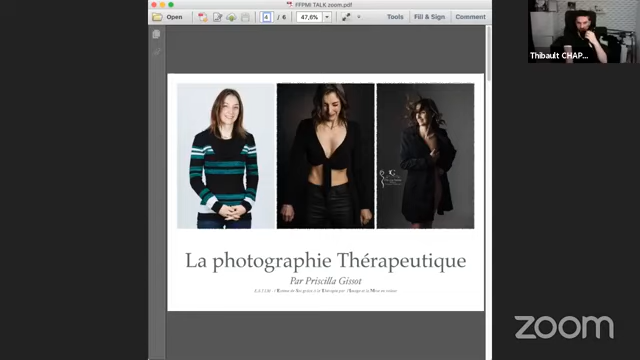 FFPMI TALK zoom.pdf
Open
4 / 6
47,6%
Tools
Fill & Sign
Comment
Thibault CHAP...
La photographie Thérapeutique
Par Priscilla Gissot
zoom